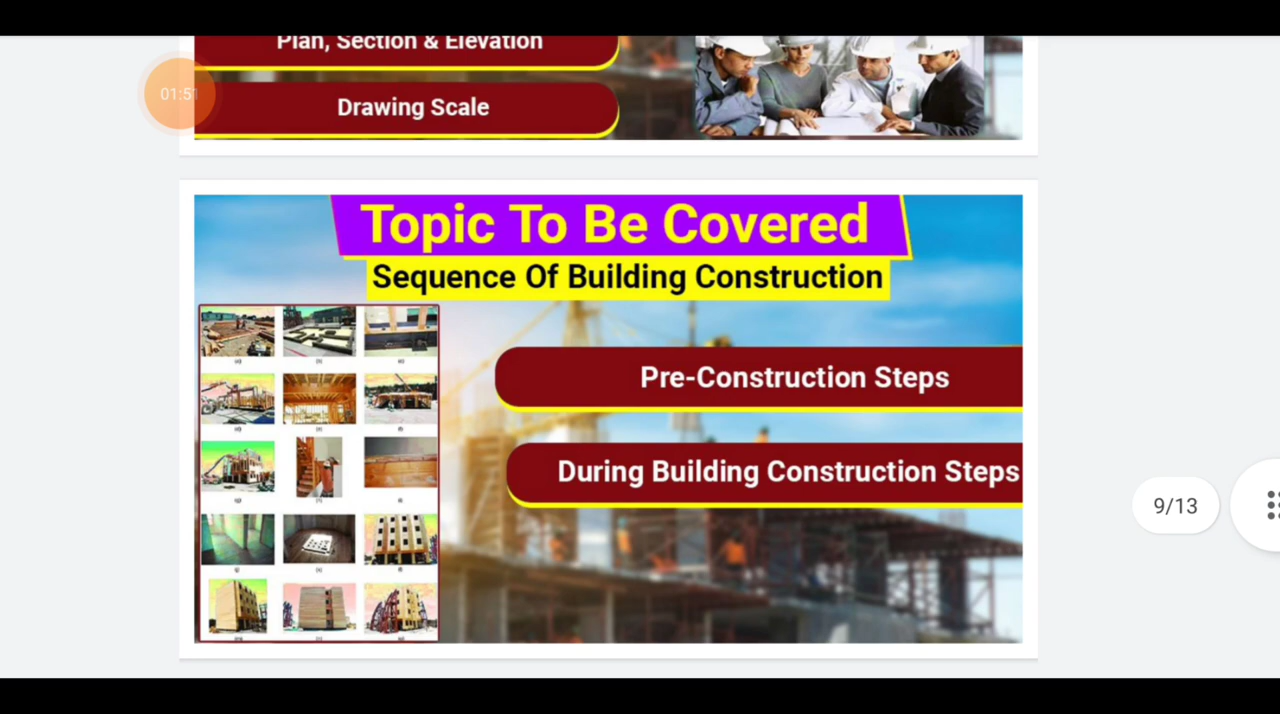 Plan, Section & Elevation
01:51
Drawing Scale
Topic To Be Covered
Sequence Of Building Construction
Pre-Construction Steps
During Building Construction Steps
9/13